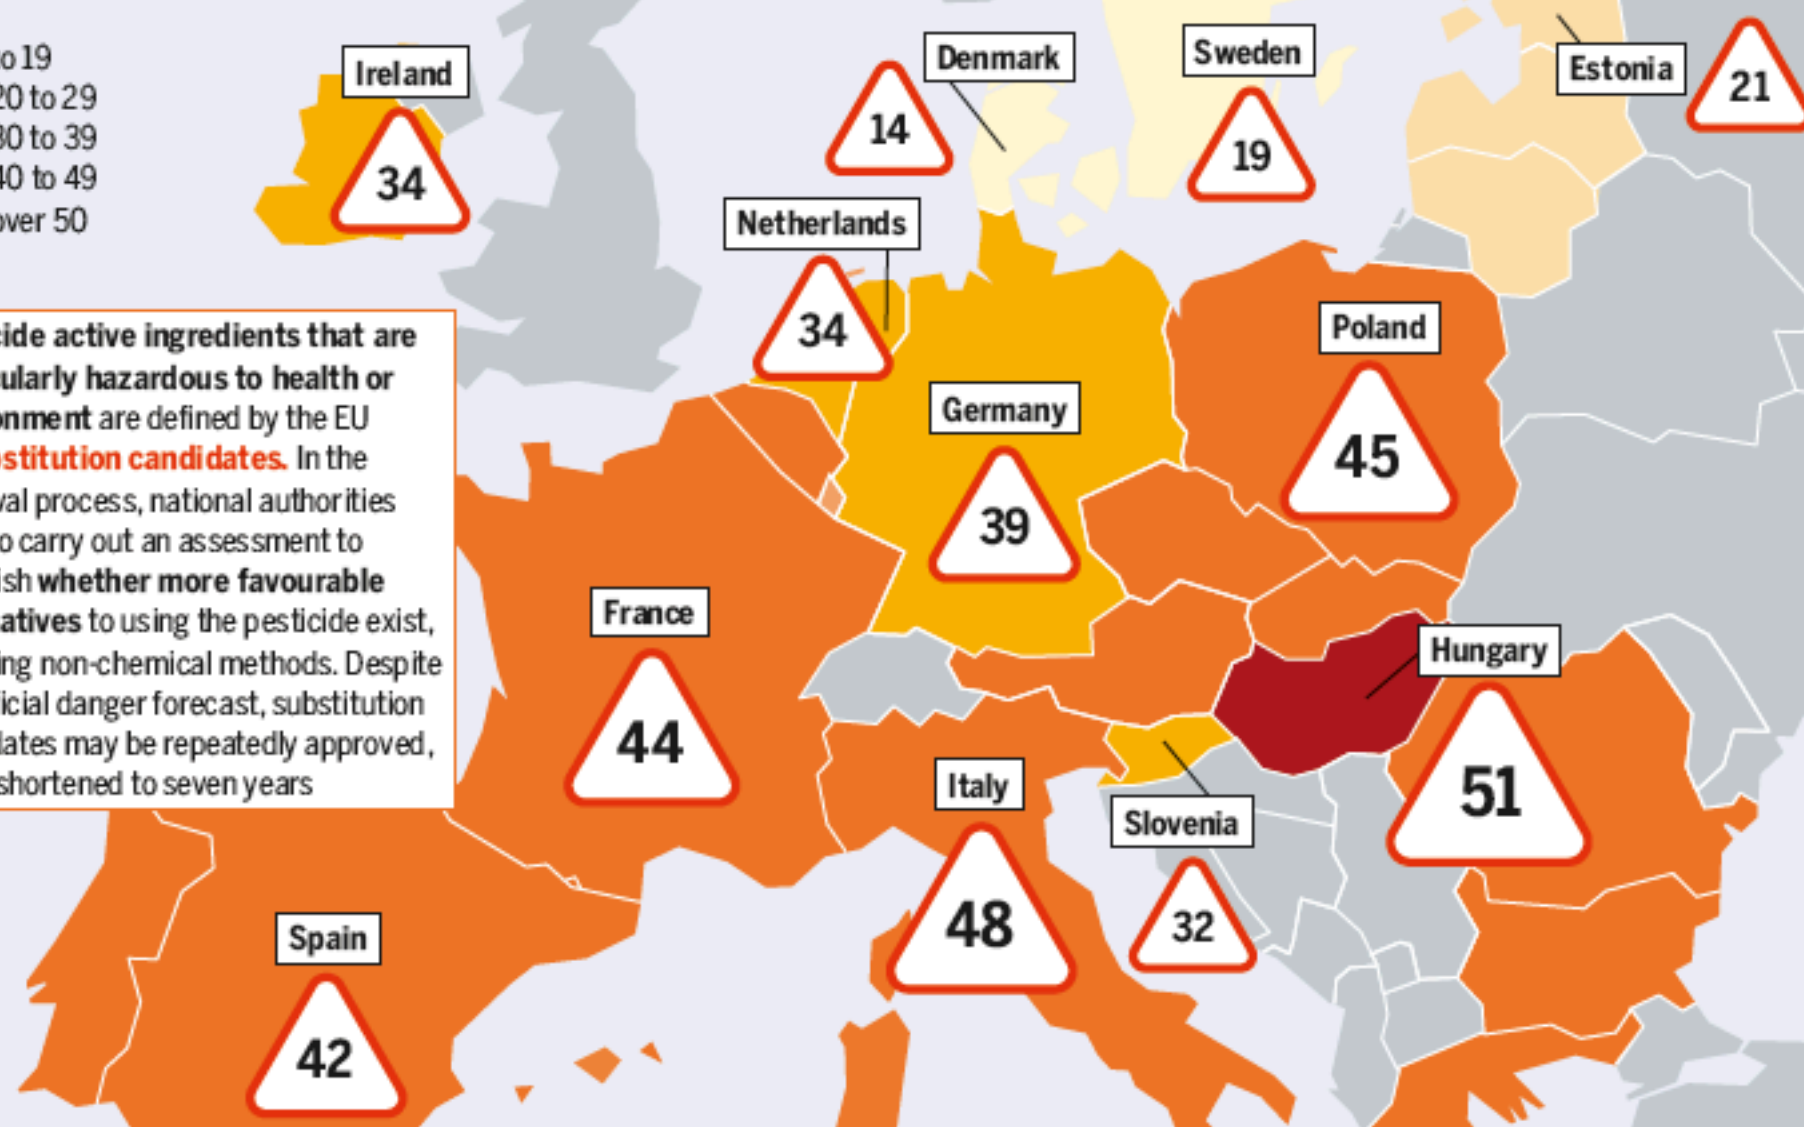 o 19
20 to 29
30 to 39
40 to 49
over 50
Ireland
34
Denmark
14
Sweden
19
Estonia
21
Netherlands
34
Germany
39
Poland
45
cide active ingredients that are
ularly hazardous to health or
onment are defined by the EU
stitution candidates. In the
val process, national authorities
o carry out an assessment to
ish whether more favourable
atives to using the pesticide exist,
ing non-chemical methods. Despite
icial danger forecast, substitution
dates may be repeatedly approved,
shortened to seven years
France
44
Hungary
51
Italy
48
Slovenia
32
Spain
42